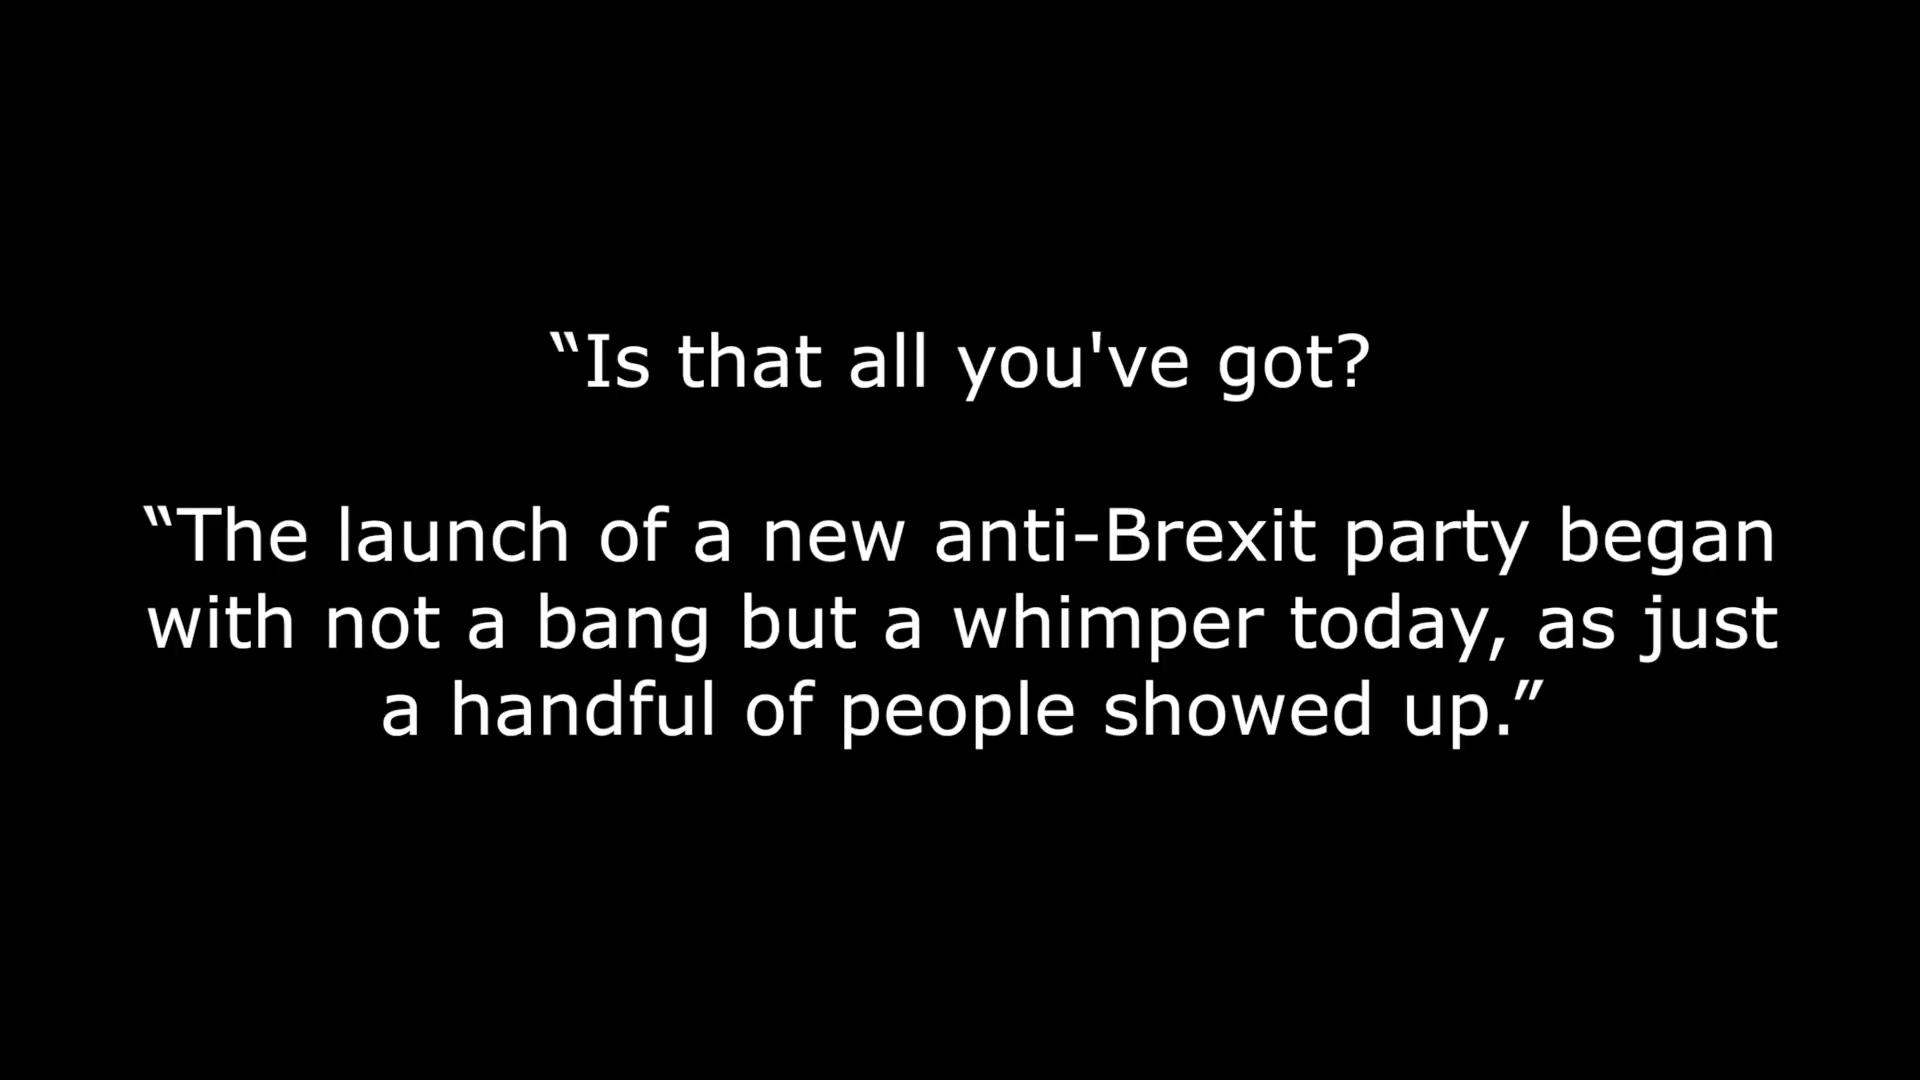 “Is that all you've got?
“The launch of a new anti-Brexit party began
with not a bang but a whimper today, as just
a handful of people showed up.”